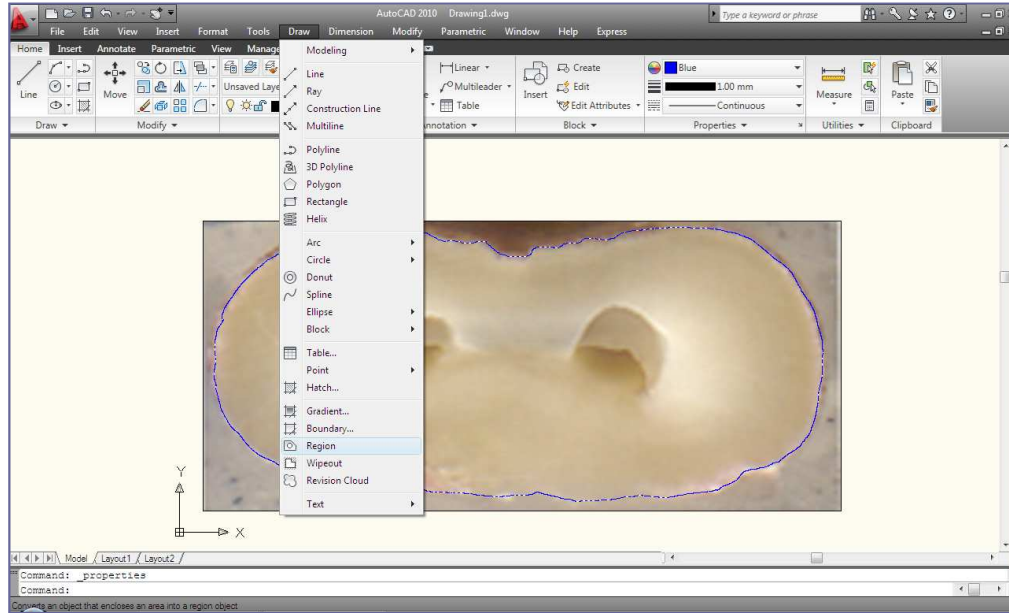 AutoCAD 2010 Drawing1.dwg
Type a keyword or phrase
File Edit View Insert Format Tools Draw Dimension Modify Parametric Window Help Express
Home Insert Annotate Parametric View Manage
Line
Move
Unsaved Laye
Linear
Multileader
Table
Insert
Create
Edit
Edit Attributes
Blue
1.00 mm
Continuous
Measure
Paste
Draw Modify nnotation Block Properties Utilities Clipboard
Modeling
Line
Ray
Construction Line
Multiline
Polyline
3D Polyline
Polygon
Rectangle
Helix
Arc
Circle
Donut
Spline
Ellipse
Block
Table...
Point
Hatch...
Gradient...
Boundary...
Region
Wipeout
Revision Cloud
Text
Y
X
Model Layout1 Layout2
Command: _properties
Command:
Converts an object that encloses an area into a region object